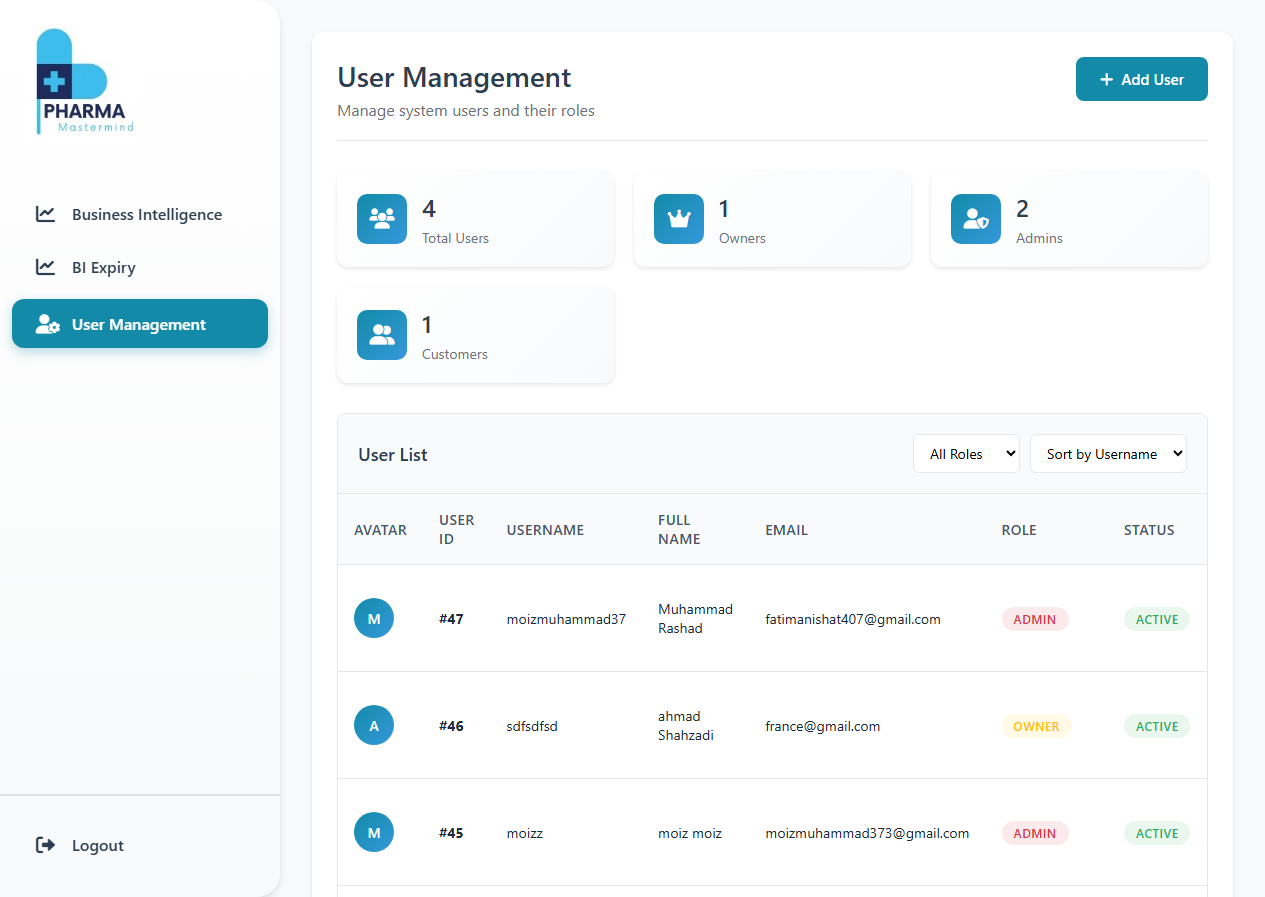 PHARMA
Mastermind
Business Intelligence
BI Expiry
User Management
Logout
User Management
Manage system users and their roles
Add User
4
Total Users
1
Owners
2
Admins
1
Customers
User List
All Roles
Sort by Username
AVATAR USER ID USERNAME FULL NAME EMAIL ROLE STATUS
M #47 moizmuhammad37 Muhammad Rashad fatimanishat407@gmail.com ADMIN ACTIVE
A #46 sdfsdfsd ahmad Shahzadi france@gmail.com OWNER ACTIVE
M #45 moizz moiz moiz moizmuhammad373@gmail.com ADMIN ACTIVE